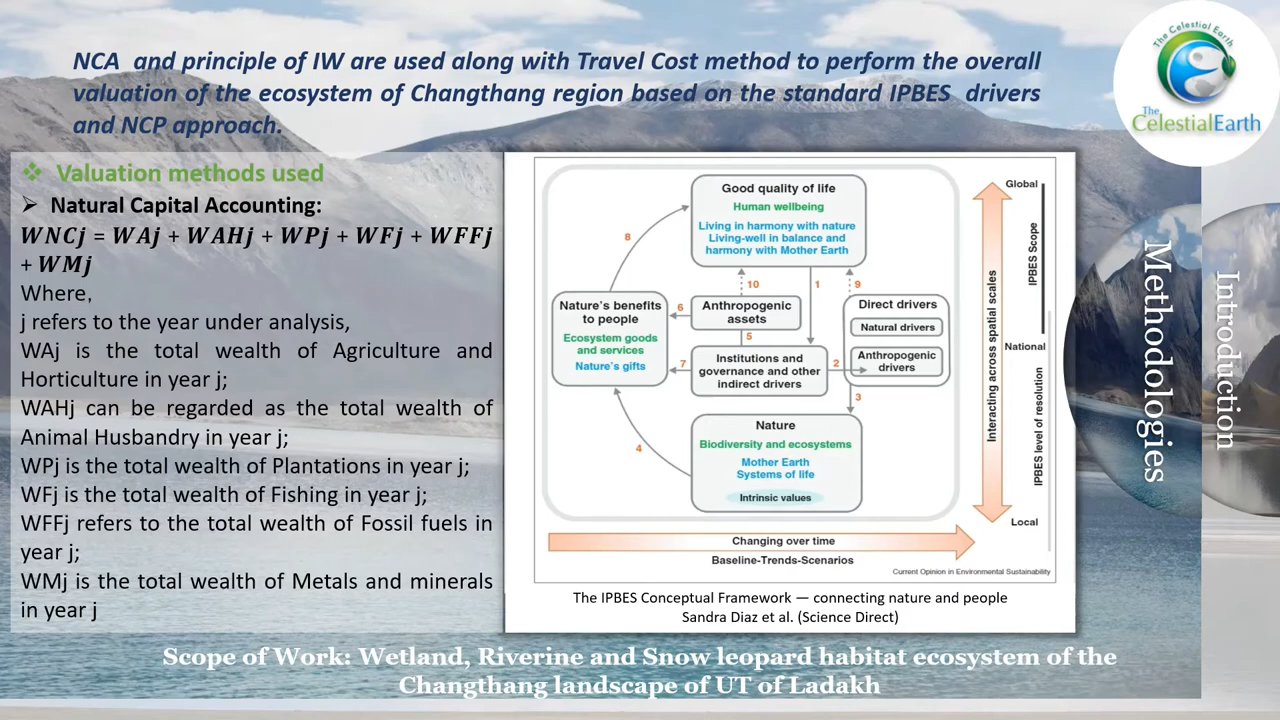 NCA and principle of IW are used along with Travel Cost method to perform the overall
valuation of the ecosystem of Changthang region based on the standard IPBES drivers
and NCP approach.
The Celestial Earth
The
CelestialEarth
❖ Valuation methods used
➢ Natural Capital Accounting:
WNCj = WAj + WAHj + WPj + WFj + WFFj
+ WMj
Where,
j refers to the year under analysis,
WAj is the total wealth of Agriculture and
Horticulture in year j;
WAHj can be regarded as the total wealth of
Animal Husbandry in year j;
WPj is the total wealth of Plantations in year j;
WFj is the total wealth of Fishing in year j;
WFFj refers to the total wealth of Fossil fuels in
year j;
WMj is the total wealth of Metals and minerals
in year j
Good quality of life
Human wellbeing
Living in harmony with nature
Living-well in balance and
harmony with Mother Earth
8
10
1
9
Nature's benefits
to people
Ecosystem goods
and services
Nature's gifts
6
Anthropogenic
assets
5
7
Institutions and
governance and other
indirect drivers
2
Direct drivers
Natural drivers
Anthropogenic
drivers
3
4
Nature
Biodiversity and ecosystems
Mother Earth
Systems of life
Intrinsic values
Changing over time
Baseline-Trends-Scenarios
Interacting across spatial scales
Global
IPBES Scope
National
IPBES level of resolution
Local
Current Opinion in Environmental Sustainability
The IPBES Conceptual Framework — connecting nature and people
Sandra Diaz et al. (Science Direct)
Methodologies
Introduction
Scope of Work: Wetland, Riverine and Snow leopard habitat ecosystem of the
Changthang landscape of UT of Ladakh